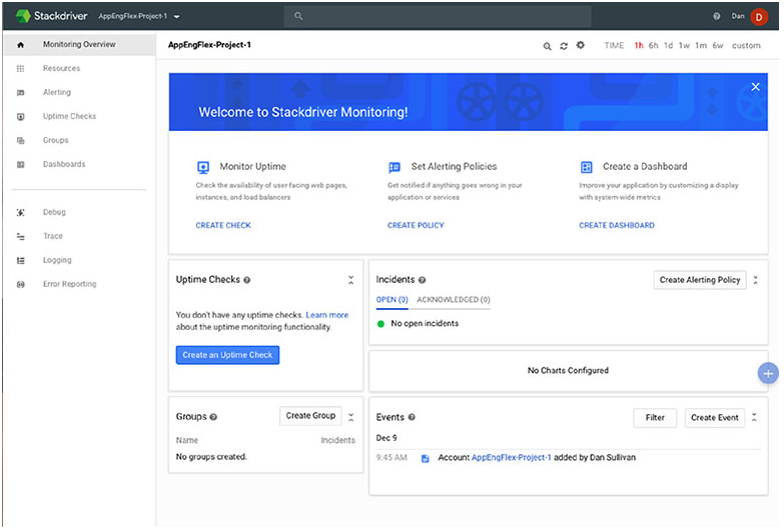 Stackdriver AppEngFlex-Project-1 Dan D
Monitoring Overview
Resources
Alerting
Uptime Checks
Groups
Dashboards
Debug
Trace
Logging
Error Reporting
AppEngFlex-Project-1 TIME 1h 6h 1d 1w 1m 6w custom
Welcome to Stackdriver Monitoring!
Monitor Uptime
Check the availability of user facing web pages,
instances, and load balancers
CREATE CHECK
Set Alerting Policies
Get notified if anything goes wrong in your
application or services
CREATE POLICY
Create a Dashboard
Improve your application by customizing a display
with system-wide metrics
CREATE DASHBOARD
Uptime Checks
You don't have any uptime checks. Learn more
about the uptime monitoring functionality.
Create an Uptime Check
Incidents Create Alerting Policy
OPEN (0) ACKNOWLEDGED (0)
No open incidents
No Charts Configured
Groups Create Group
Name Incidents
No groups created.
Events Filter Create Event
Dec 9
9:45 AM Account AppEngFlex-Project-1 added by Dan Sullivan